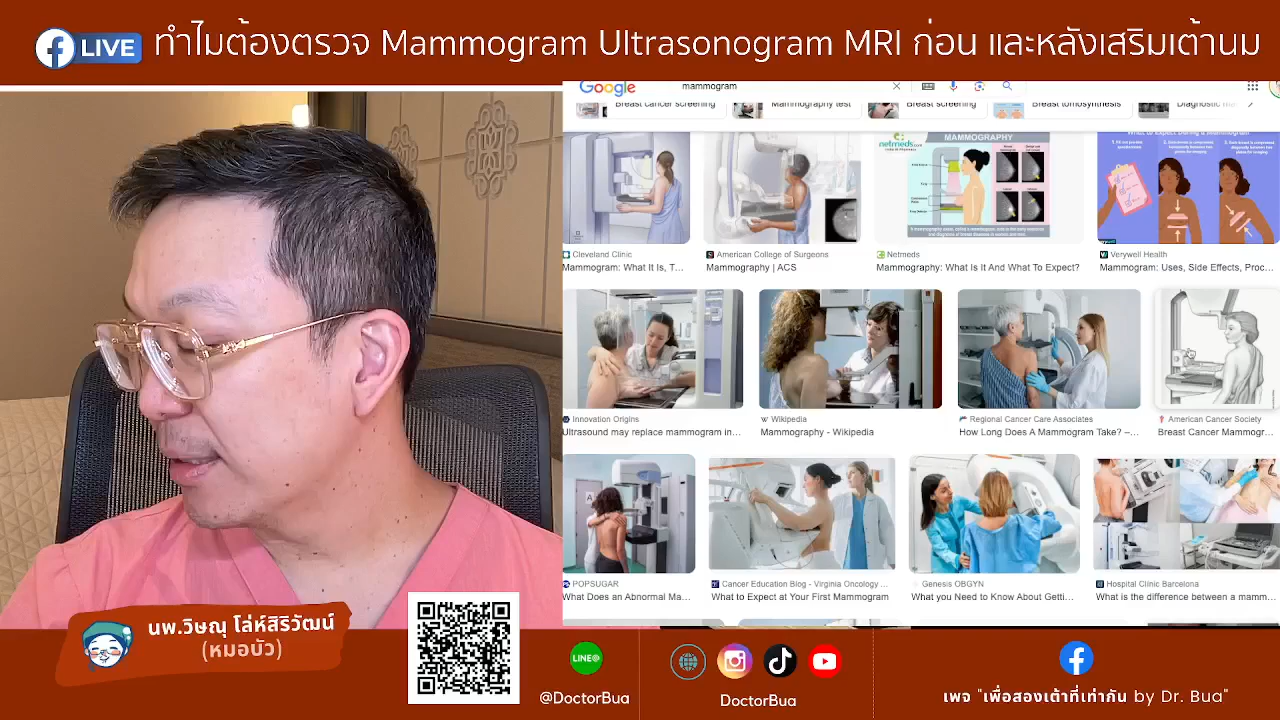 f LIVE ทำไมต้องตรวจ Mammogram Ultrasonogram MRI ก่อน และหลังเสริมเต้านม
Google mammogram
Breast cancer screening Mammography test Breast screening Breast tomosynthesis
netmeds.com
MAMMOGRAPHY
What to Expect During a Mammogram
Cleveland Clinic
Mammogram: What It Is, T...
American College of Surgeons
Mammography | ACS
Netmeds
Mammography: What Is It And What To Expect?
Verywell Health
Mammogram: Uses, Side Effects, Proc...
Innovation Origins
Ultrasound may replace mammogram in...
W Wikipedia
Mammography - Wikipedia
Regional Cancer Care Associates
How Long Does A Mammogram Take? –...
American Cancer Society
Breast Cancer Mammogr...
POPSUGAR
What Does an Abnormal Ma...
Cancer Education Blog - Virginia Oncology ...
What to Expect at Your First Mammogram
Genesis OBGYN
What you Need to Know About Getti...
Hospital Clínic Barcelona
What is the difference between a mamm...
นพ.วิษณุ โล่ห์สิริวัฒน์
(หมอบัว)
LINE@
@DoctorBua
DoctorBua
เพจ "เพื่อสองเต้าที่เท่ากัน by Dr. Bua"